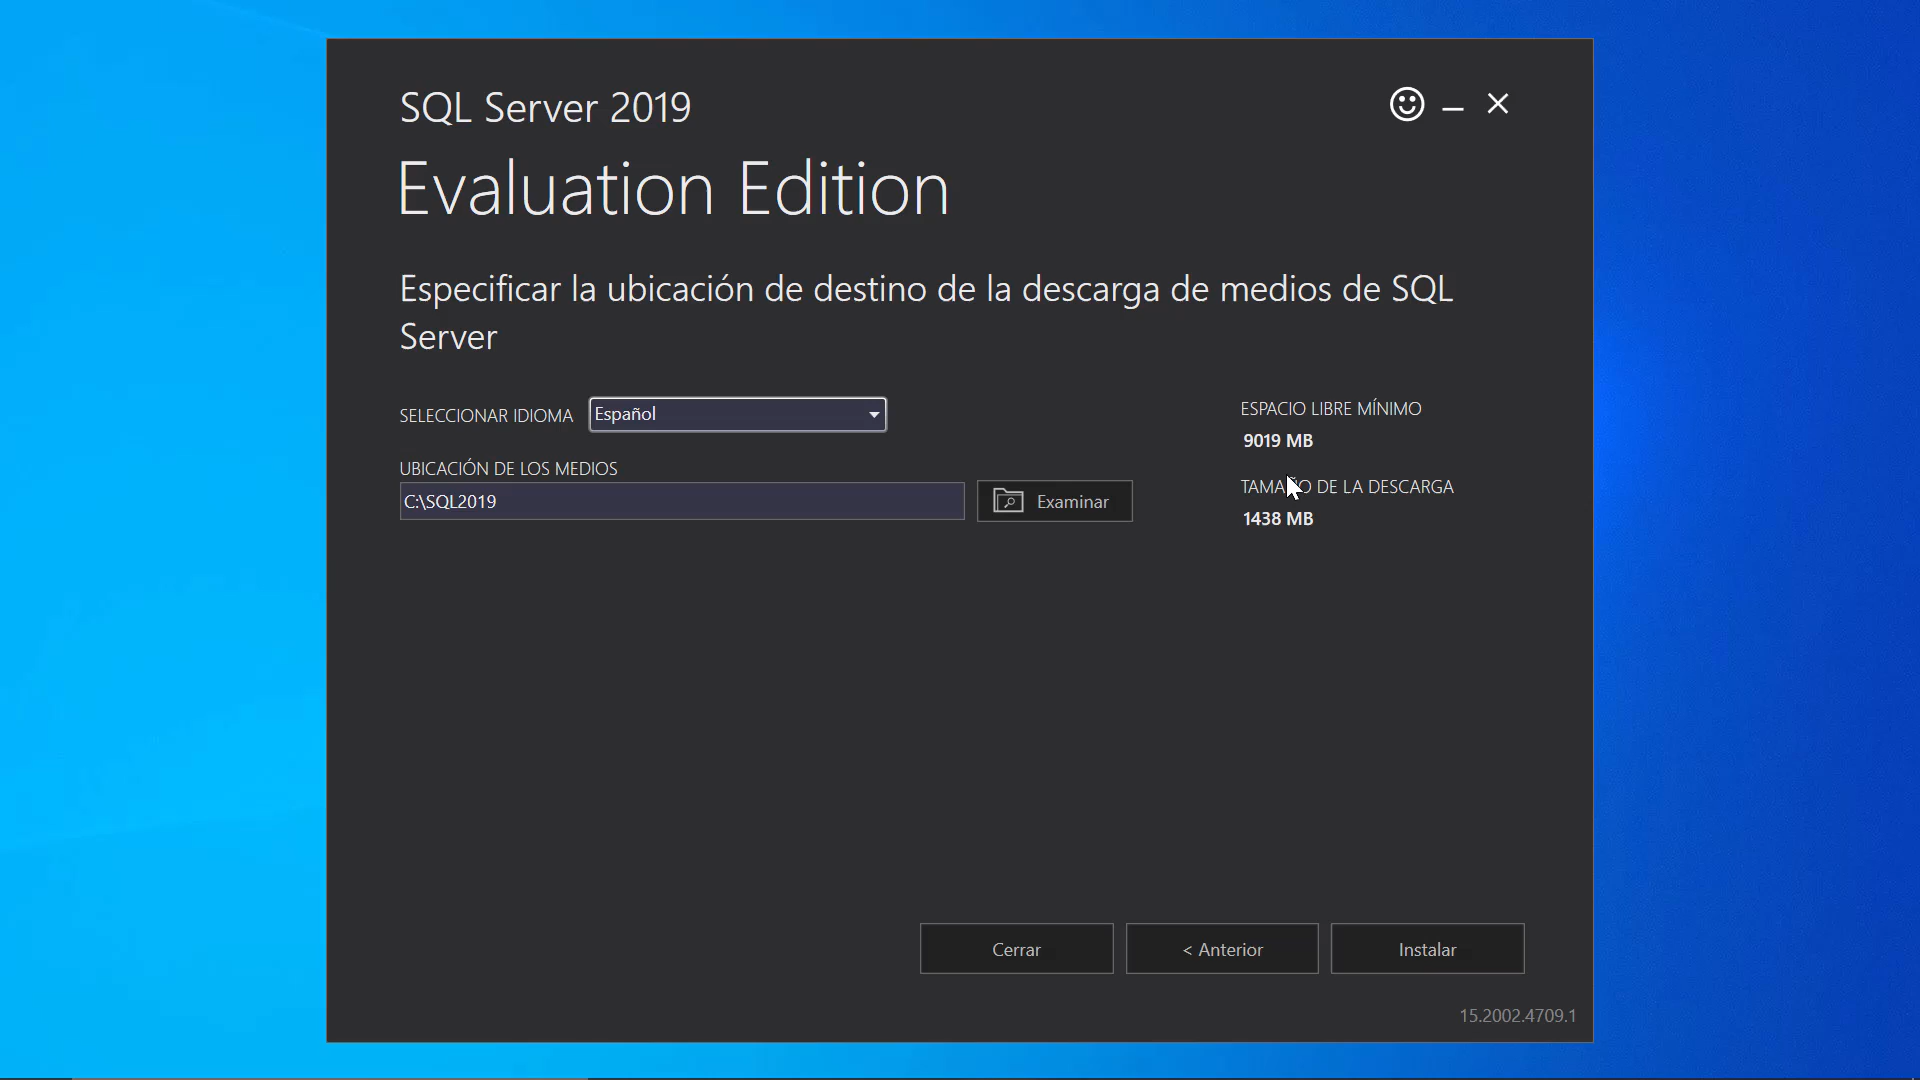 SQL Server 2019
Evaluation Edition
Especificar la ubicación de destino de la descarga de medios de SQL
Server
SELECCIONAR IDIOMA
Español
ESPACIO LIBRE MÍNIMO
9019 MB
UBICACIÓN DE LOS MEDIOS
C:\SQL2019
Examinar
TAMAÑO DE LA DESCARGA
1438 MB
Cerrar
< Anterior
Instalar
15.2002.4709.1